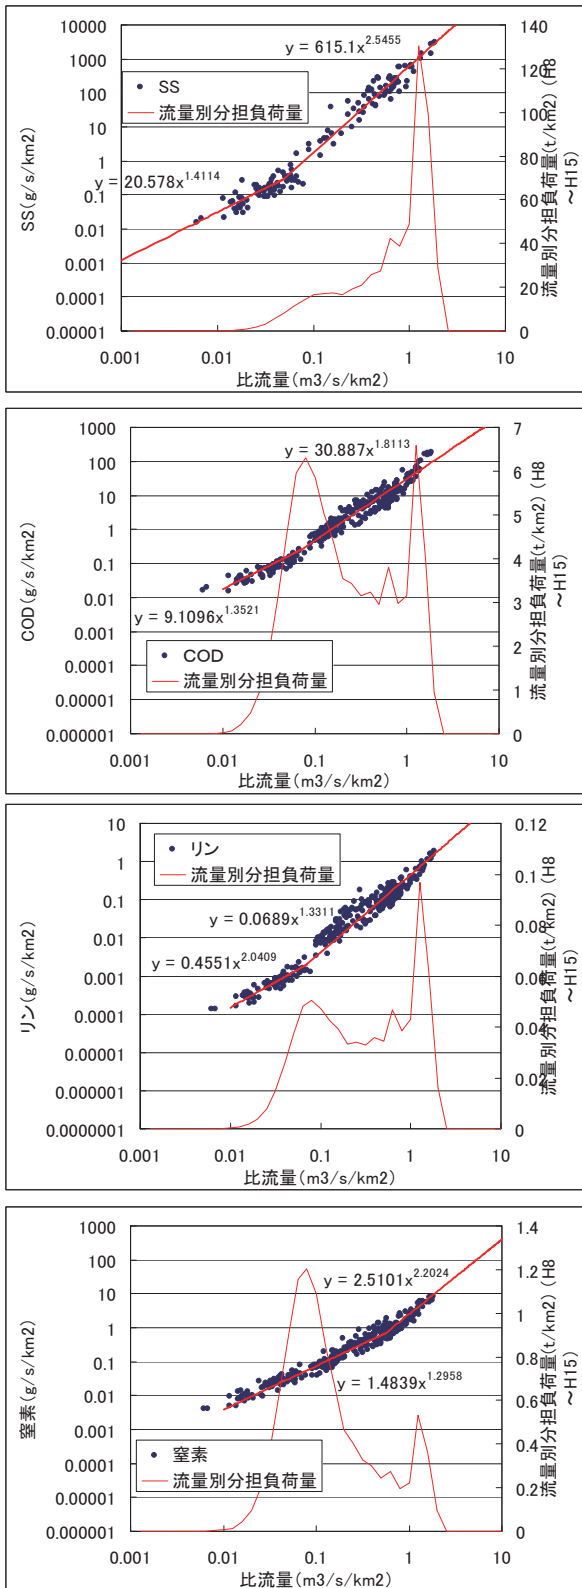 y = 615.1x^2.5455
SS
流量別分担負荷量
y = 20.578x^1.4114
SS(g/s/km2)
1000
1000
100
10
1
0.1
0.01
0.001
0.0001
0.00001
140
120
100
80
60
40
20
0
流量別分担負荷量(t/km2) (H8
~H15)
0.001
0.01
0.1
1
10
比流量(m3/s/km2)
y = 30.887x^1.8113
y = 9.1096x^1.3521
COD
流量別分担負荷量
COD(g/s/km2)
1000
100
10
1
0.1
0.01
0.001
0.0001
0.00001
0.000001
7
6
5
4
3
2
1
0
流量別分担負荷量(t/km2) (H8
~H15)
0.001
0.01
0.1
1
10
比流量(m3/s/km2)
リン
流量別分担負荷量
y = 0.0689x^1.3311
y = 0.4551x^2.0409
リン(g/s/km2)
10
1
0.1
0.01
0.001
0.0001
0.00001
0.000001
0.0000001
0.12
0.1
0.08
0.06
0.04
0.02
0
流量別分担負荷量(t/km2) (H8
~H15)
0.001
0.01
0.1
1
10
比流量(m3/s/km2)
y = 2.5101x^2.2024
y = 1.4839x^1.2958
窒素
流量別分担負荷量
窒素(g/s/km2)
1000
100
10
1
0.1
0.01
0.001
0.0001
0.00001
0.000001
1.4
1.2
1
0.8
0.6
0.4
0.2
0
流量別分担負荷量(t/km2) (H8
~H15)
0.001
0.01
0.1
1
10
比流量(m3/s/km2)